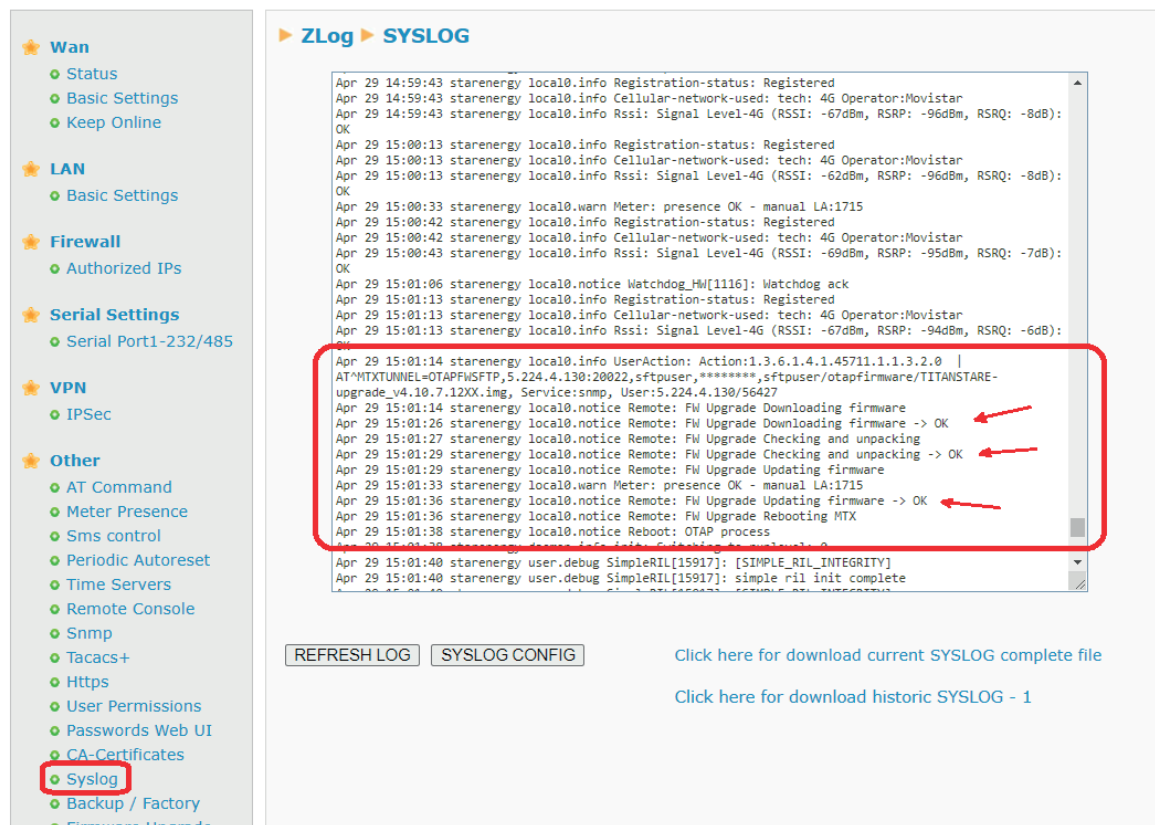 Wan
Status
Basic Settings
Keep Online
LAN
Basic Settings
Firewall
Authorized IPs
Serial Settings
Serial Port1-232/485
VPN
IPSec
Other
AT Command
Meter Presence
Sms control
Periodic Autoreset
Time Servers
Remote Console
Snmp
Tacacs+
Https
User Permissions
Passwords Web UI
CA-Certificates
Syslog
Backup / Factory
Firmware Upgrade
ZLog SYSLOG
Apr 29 14:59:43 starenergy local0.info Registration-status: Registered
Apr 29 14:59:43 starenergy local0.info Cellular-network-used: tech: 4G Operator:Movistar
Apr 29 14:59:43 starenergy local0.info Rssi: Signal Level-4G (RSSI: -67dBm, RSRP: -96dBm, RSRQ: -8dB):
OK
Apr 29 15:00:13 starenergy local0.info Registration-status: Registered
Apr 29 15:00:13 starenergy local0.info Cellular-network-used: tech: 4G Operator:Movistar
Apr 29 15:00:13 starenergy local0.info Rssi: Signal Level-4G (RSSI: -62dBm, RSRP: -96dBm, RSRQ: -8dB):
OK
Apr 29 15:00:33 starenergy local0.warn Meter: presence OK - manual LA:1715
Apr 29 15:00:42 starenergy local0.info Registration-status: Registered
Apr 29 15:00:42 starenergy local0.info Cellular-network-used: tech: 4G Operator:Movistar
Apr 29 15:00:43 starenergy local0.info Rssi: Signal Level-4G (RSSI: -69dBm, RSRP: -95dBm, RSRQ: -7dB):
OK
Apr 29 15:01:06 starenergy local0.notice Watchdog_HW[1116]: Watchdog ack
Apr 29 15:01:13 starenergy local0.info Registration-status: Registered
Apr 29 15:01:13 starenergy local0.info Cellular-network-used: tech: 4G Operator:Movistar
Apr 29 15:01:13 starenergy local0.info Rssi: Signal Level-4G (RSSI: -67dBm, RSRP: -94dBm, RSRQ: -6dB):
OK
Apr 29 15:01:14 starenergy local0.info UserAction: Action:1.3.6.1.4.1.45711.1.1.3.2.0 |
AT^MTXTUNNEL=OTAPFWSFTP,5.224.4.130:20022,sftpuser,********,sftpuser/otapfirmware/TITANSTARE-
upgrade_v4.10.7.12XX.img, Service:snmp, User:5.224.4.130/56427
Apr 29 15:01:14 starenergy local0.notice Remote: FW Upgrade Downloading firmware
Apr 29 15:01:26 starenergy local0.notice Remote: FW Upgrade Downloading firmware -> OK
Apr 29 15:01:27 starenergy local0.notice Remote: FW Upgrade Checking and unpacking
Apr 29 15:01:29 starenergy local0.notice Remote: FW Upgrade Checking and unpacking -> OK
Apr 29 15:01:29 starenergy local0.notice Remote: FW Upgrade Updating firmware
Apr 29 15:01:33 starenergy local0.warn Meter: presence OK - manual LA:1715
Apr 29 15:01:36 starenergy local0.notice Remote: FW Upgrade Updating firmware -> OK
Apr 29 15:01:36 starenergy local0.notice Remote: FW Upgrade Rebooting MTX
Apr 29 15:01:38 starenergy local0.notice Reboot: OTAP process
Apr 29 15:01:38 starenergy daemon.info init: Switching to runlevel: 0
Apr 29 15:01:40 starenergy user.debug SimpleRIL[15917]: [SIMPLE_RIL_INTEGRITY]
Apr 29 15:01:40 starenergy user.debug SimpleRIL[15917]: simple ril init complete
REFRESH LOG
SYSLOG CONFIG
Click here for download current SYSLOG complete file
Click here for download historic SYSLOG - 1